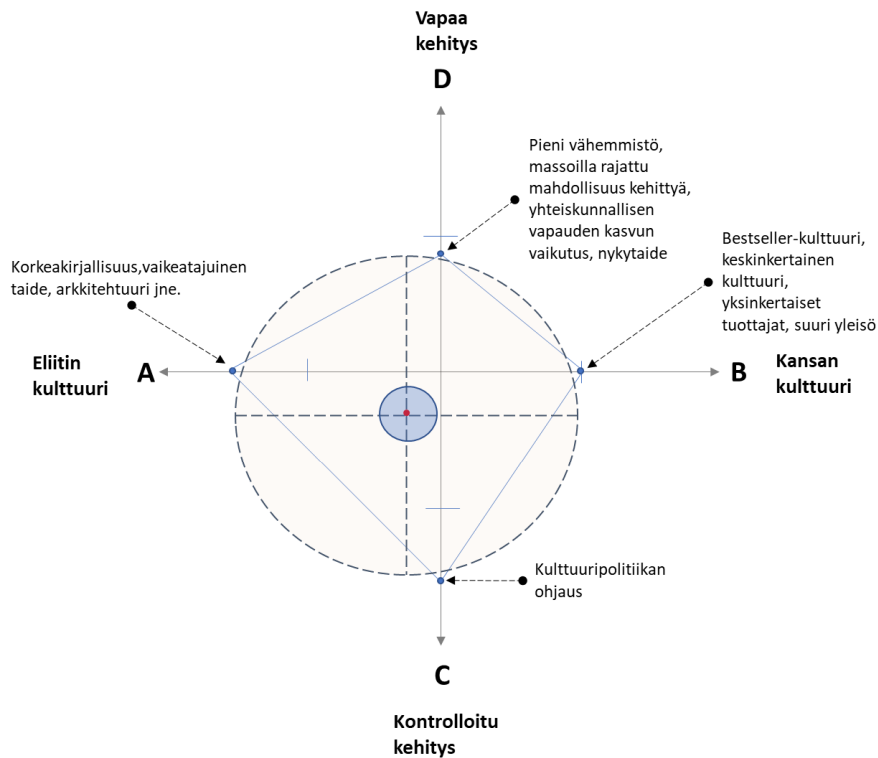 Vapaa
kehitys
D
Pieni vähemmistö,
massoilla rajattu
mahdollisuus kehittyä,
yhteiskunnallisen
vapauden kasvun
vaikutus, nykytaide
Bestseller-kulttuuri,
keskinkertainen
kulttuuri,
yksinkertaiset
tuottajat, suuri yleisö
Korkeakirjallisuus,vaikeatajuinen
taide, arkkitehtuuri jne.
Eliitin
kulttuuri
A
B
Kansan
kulttuuri
Kulttuuripolitiikan
ohjaus
C
Kontrolloitu
kehitys